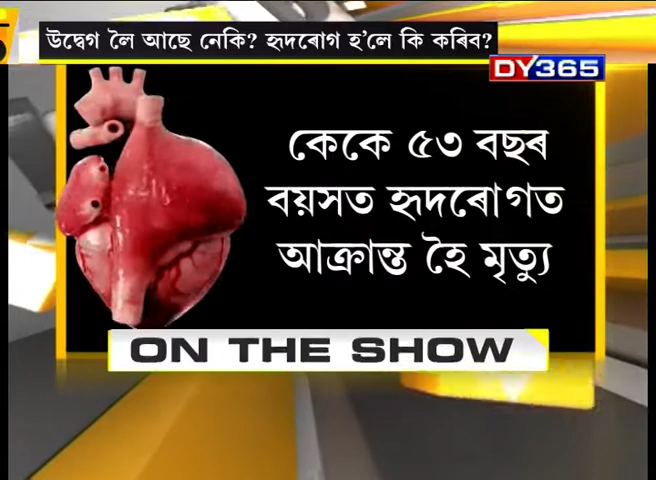 উদ্বেগ লৈ আছে নেকি? হৃদৰোগ হ'লে কি কৰিব?
DY365
কেকে ৫৩ বছৰ
বয়সত হৃদৰোগত
আক্ৰান্ত হৈ মৃত্যু
ON THE SHOW